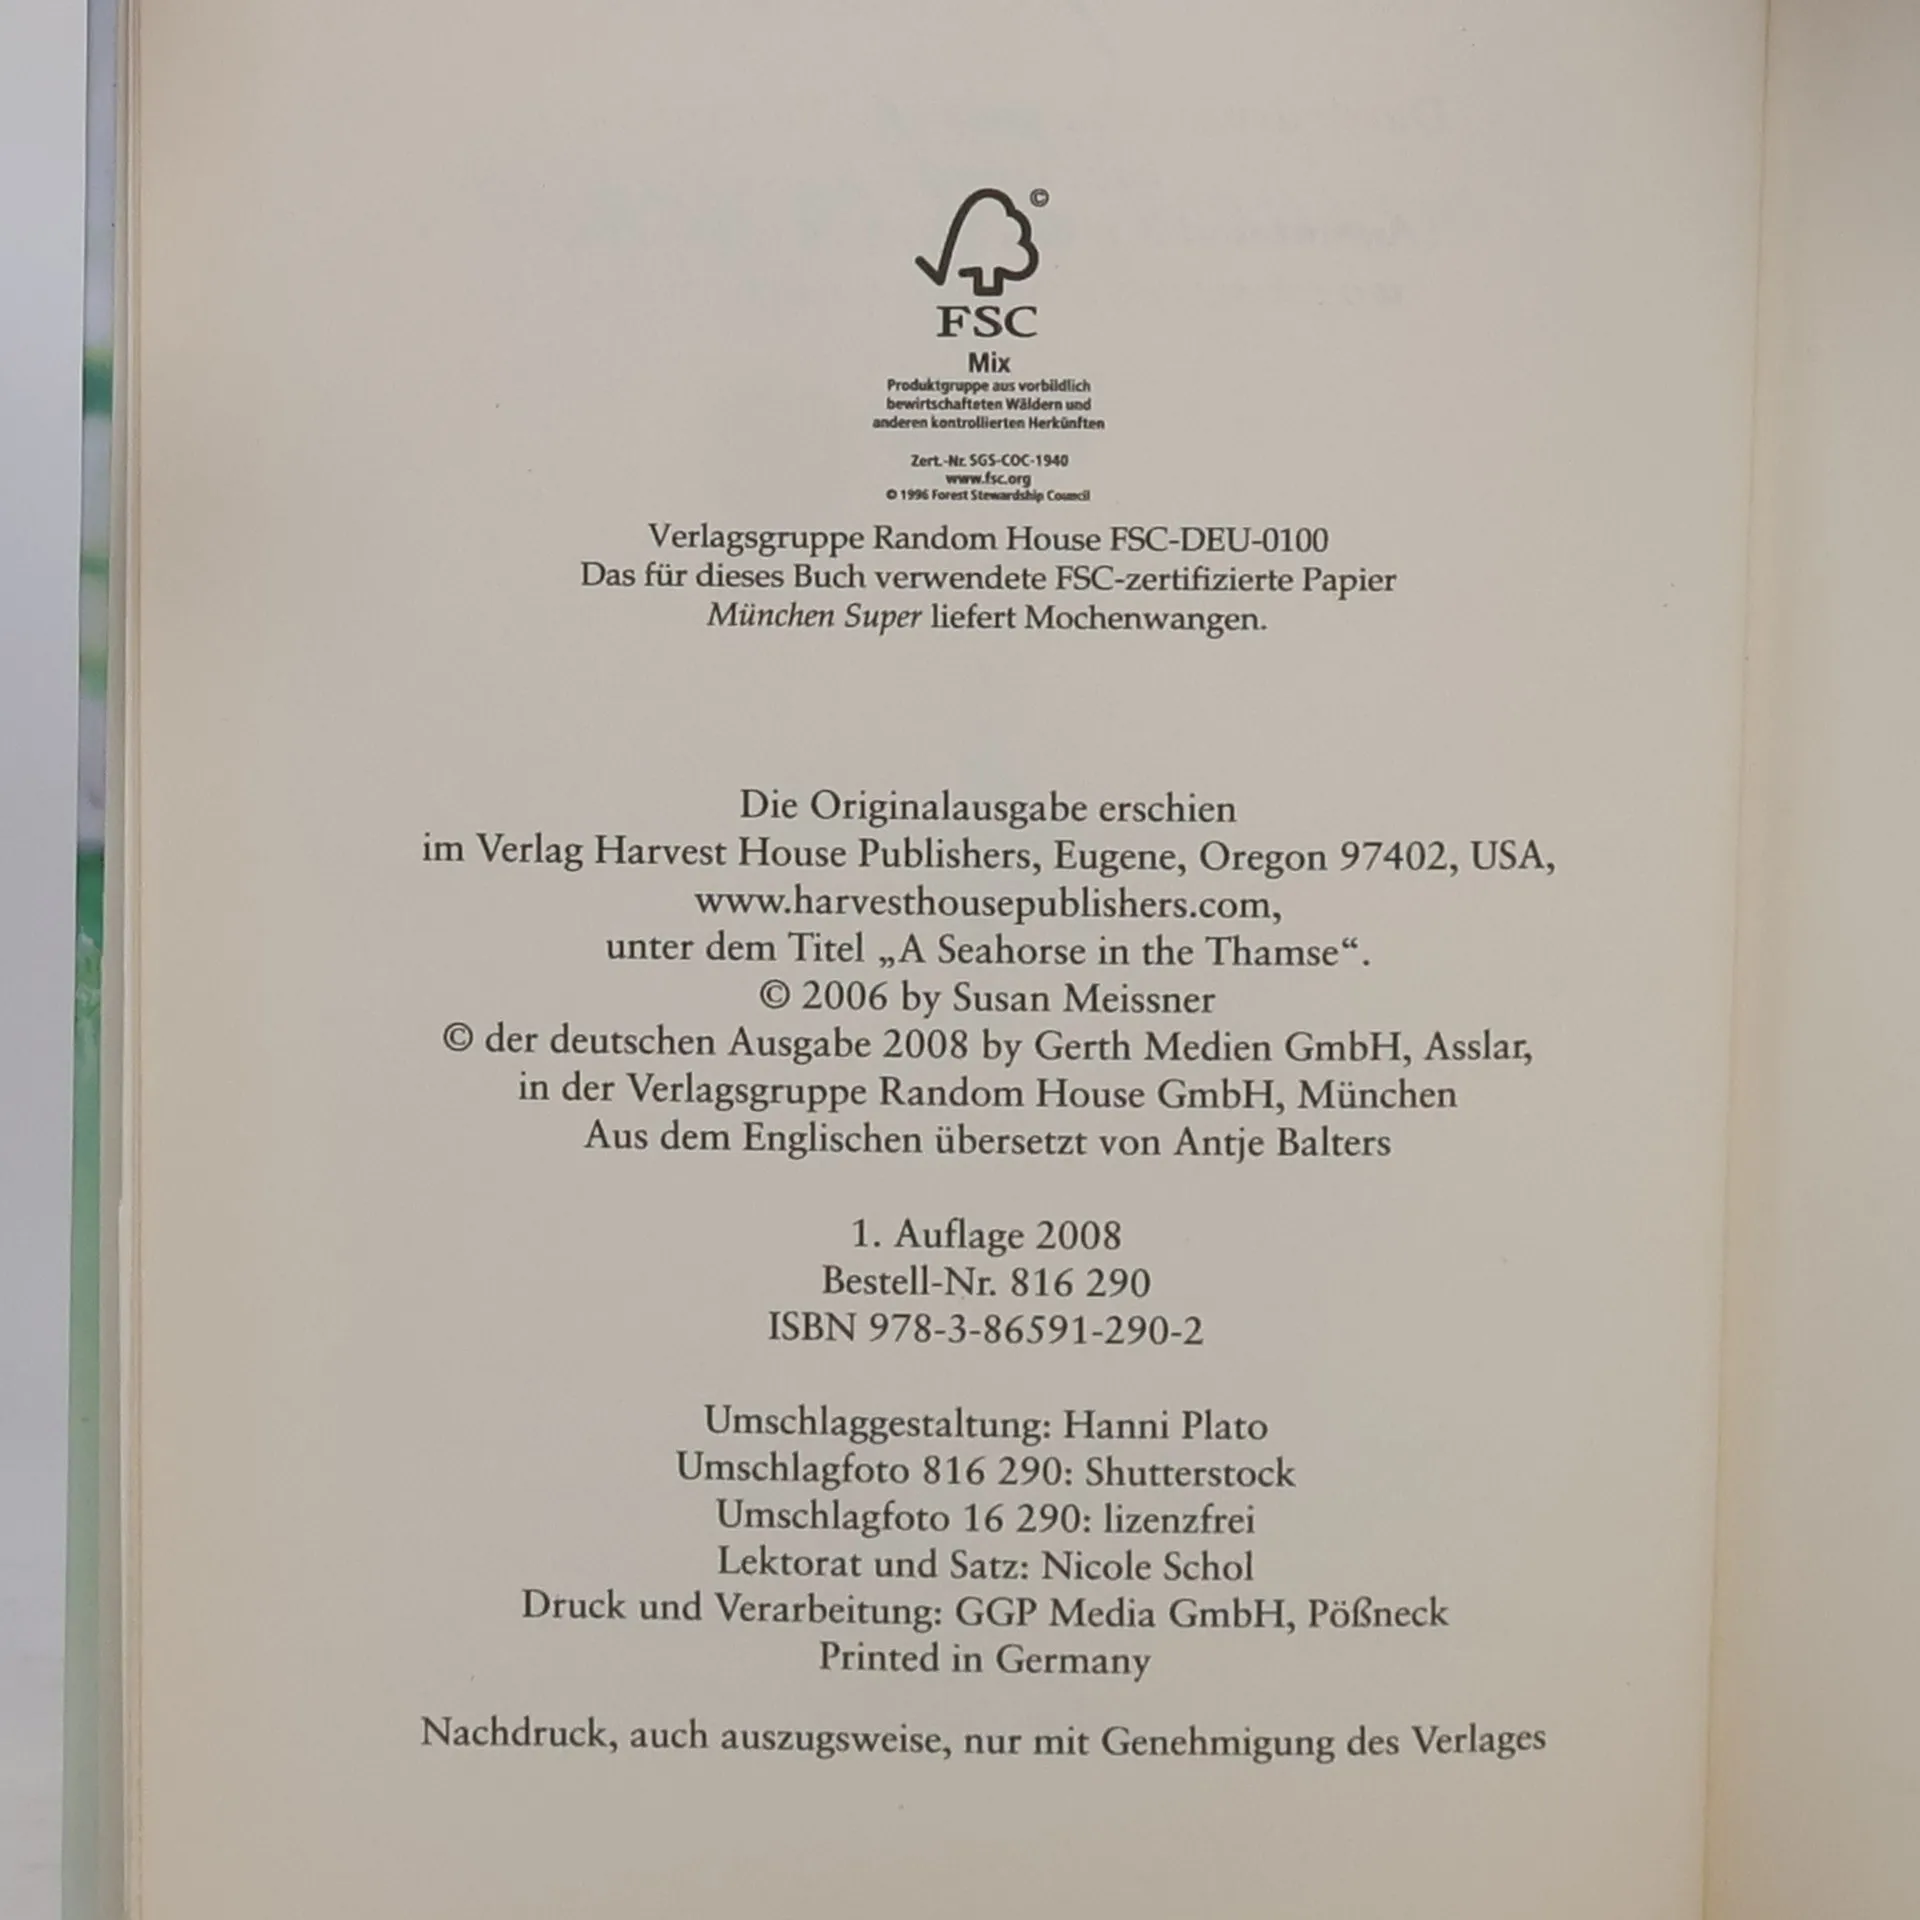 ©
FSC
Mix
Produktgruppe aus vorbildlich
bewirtschafteten Wäldern und
anderen kontrollierten Herkünften
Zert.-Nr. SGS-COC-1940
www.fsc.org
© 1996 Forest Stewardship Council
Verlagsgruppe Random House FSC-DEU-0100
Das für dieses Buch verwendete FSC-zertifizierte Papier
München Super liefert Mochenwangen.
Die Originalausgabe erschien
im Verlag Harvest House Publishers, Eugene, Oregon 97402, USA,
www.harvesthousepublishers.com,
unter dem Titel „A Seahorse in the Thamse“.
© 2006 by Susan Meissner
© der deutschen Ausgabe 2008 by Gerth Medien GmbH, Asslar,
in der Verlagsgruppe Random House GmbH, München
Aus dem Englischen übersetzt von Antje Balters
1. Auflage 2008
Bestell-Nr. 816 290
ISBN 978-3-86591-290-2
Umschlaggestaltung: Hanni Plato
Umschlagfoto 816 290: Shutterstock
Umschlagfoto 16 290: lizenzfrei
Lektorat und Satz: Nicole Schol
Druck und Verarbeitung: GGP Media GmbH, Pößneck
Printed in Germany
Nachdruck, auch auszugsweise, nur mit Genehmigung des Verlages